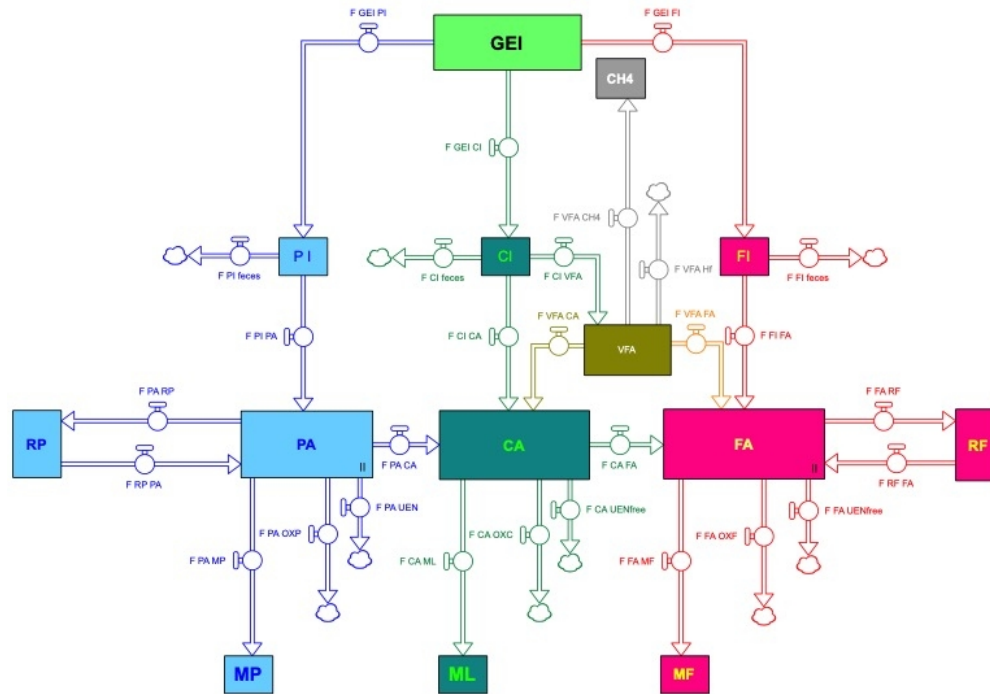 F GEI PI
GEI
F GEI FI
CH4
F GEI CI
F VFA CH4
P I
CI
FI
F PI feces
F CI feces
F CI VFA
F VFA Hf
F FI feces
F PI PA
F CI CA
F VFA CA
F VFA FA
F FI FA
VFA
F PA RP
F FA RF
RP
PA
F PA CA
CA
F CA FA
FA
RF
F RP PA
F RF FA
II
II
F PA UEN
F CA UENfree
F FA UENfree
F PA OXP
F CA OXC
F FA OXF
F PA MP
F CA ML
F FA MF
MP
ML
MF